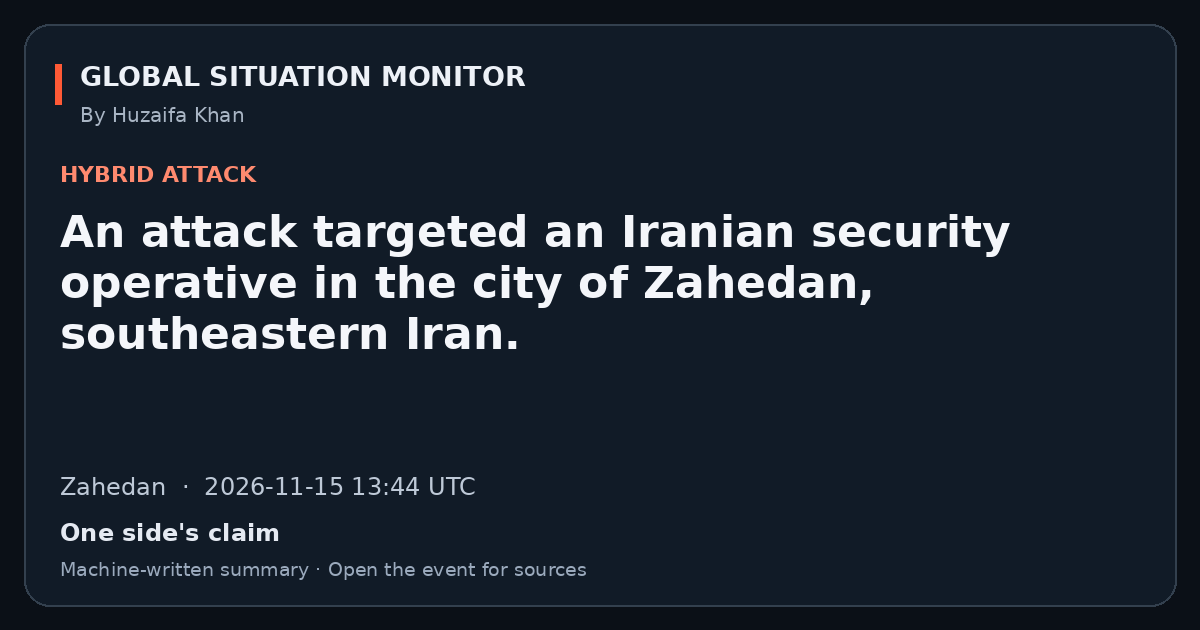 GLOBAL SITUATION MONITOR
By Huzaifa Khan
HYBRID ATTACK
An attack targeted an Iranian security
operative in the city of Zahedan,
southeastern Iran.
Zahedan · 2026-11-15 13:44 UTC
One side's claim
Machine-written summary · Open the event for sources